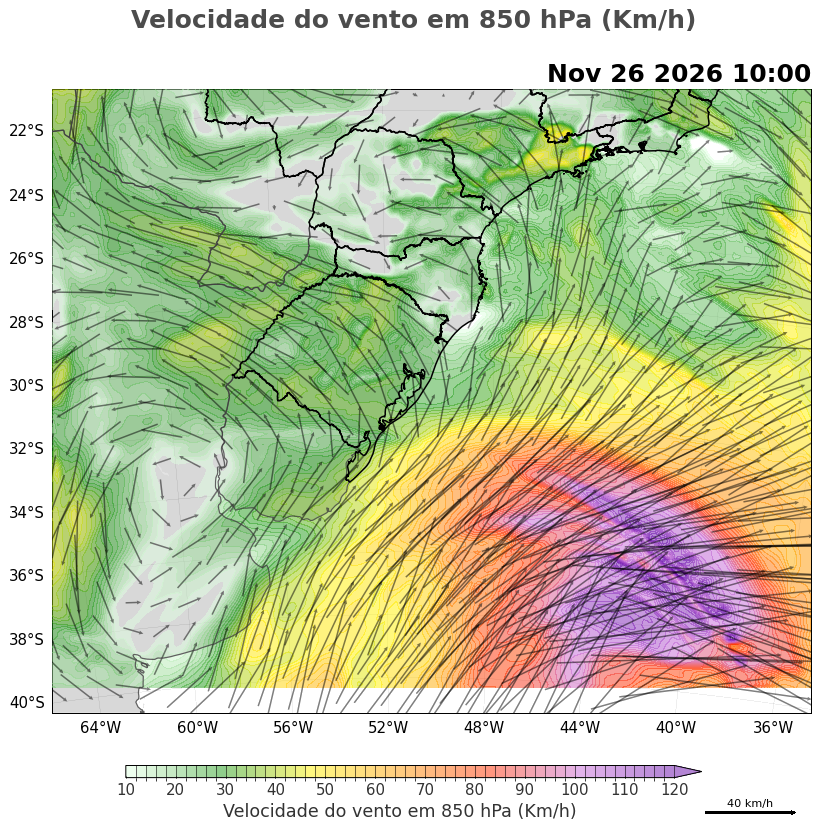 Velocidade do vento em 850 hPa (Km/h)
Nov 26 2026 10:00
22°S
24°S
26°S
28°S
30°S
32°S
34°S
36°S
38°S
40°S
64°W 60°W 56°W 52°W 48°W 44°W 40°W 36°W
10 20 30 40 50 60 70 80 90 100 110 120
Velocidade do vento em 850 hPa (Km/h)
40 km/h